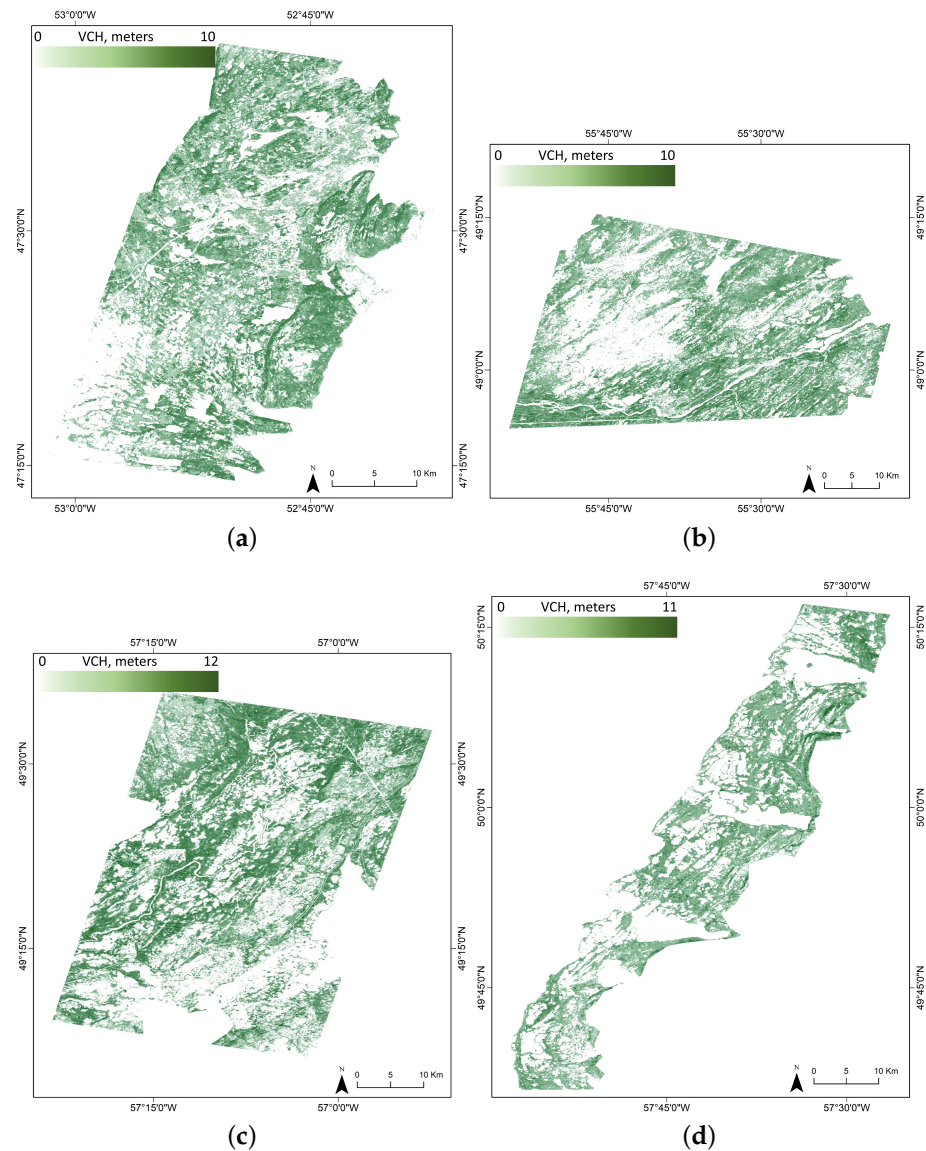 53°0'0"W 52°45'0"W
0 VCH, meters 10
47°30'0"N 47°30'0"N
47°15'0"N 47°15'0"N
N
0 5 10 Km
53°0'0"W 52°45'0"W
(a)
55°45'0"W 55°30'0"W
0 VCH, meters 10
49°15'0"N 49°15'0"N
49°0'0"N 49°0'0"N
N
0 5 10 Km
55°45'0"W 55°30'0"W
(b)
57°15'0"W 57°0'0"W
0 VCH, meters 12
49°30'0"N 49°30'0"N
49°15'0"N 49°15'0"N
N
0 5 10 Km
57°15'0"W 57°0'0"W
(c)
57°45'0"W 57°30'0"W
0 VCH, meters 11
50°15'0"N 50°15'0"N
50°0'0"N 50°0'0"N
49°45'0"N 49°45'0"N
N
0 5 10 Km
57°45'0"W 57°30'0"W
(d)